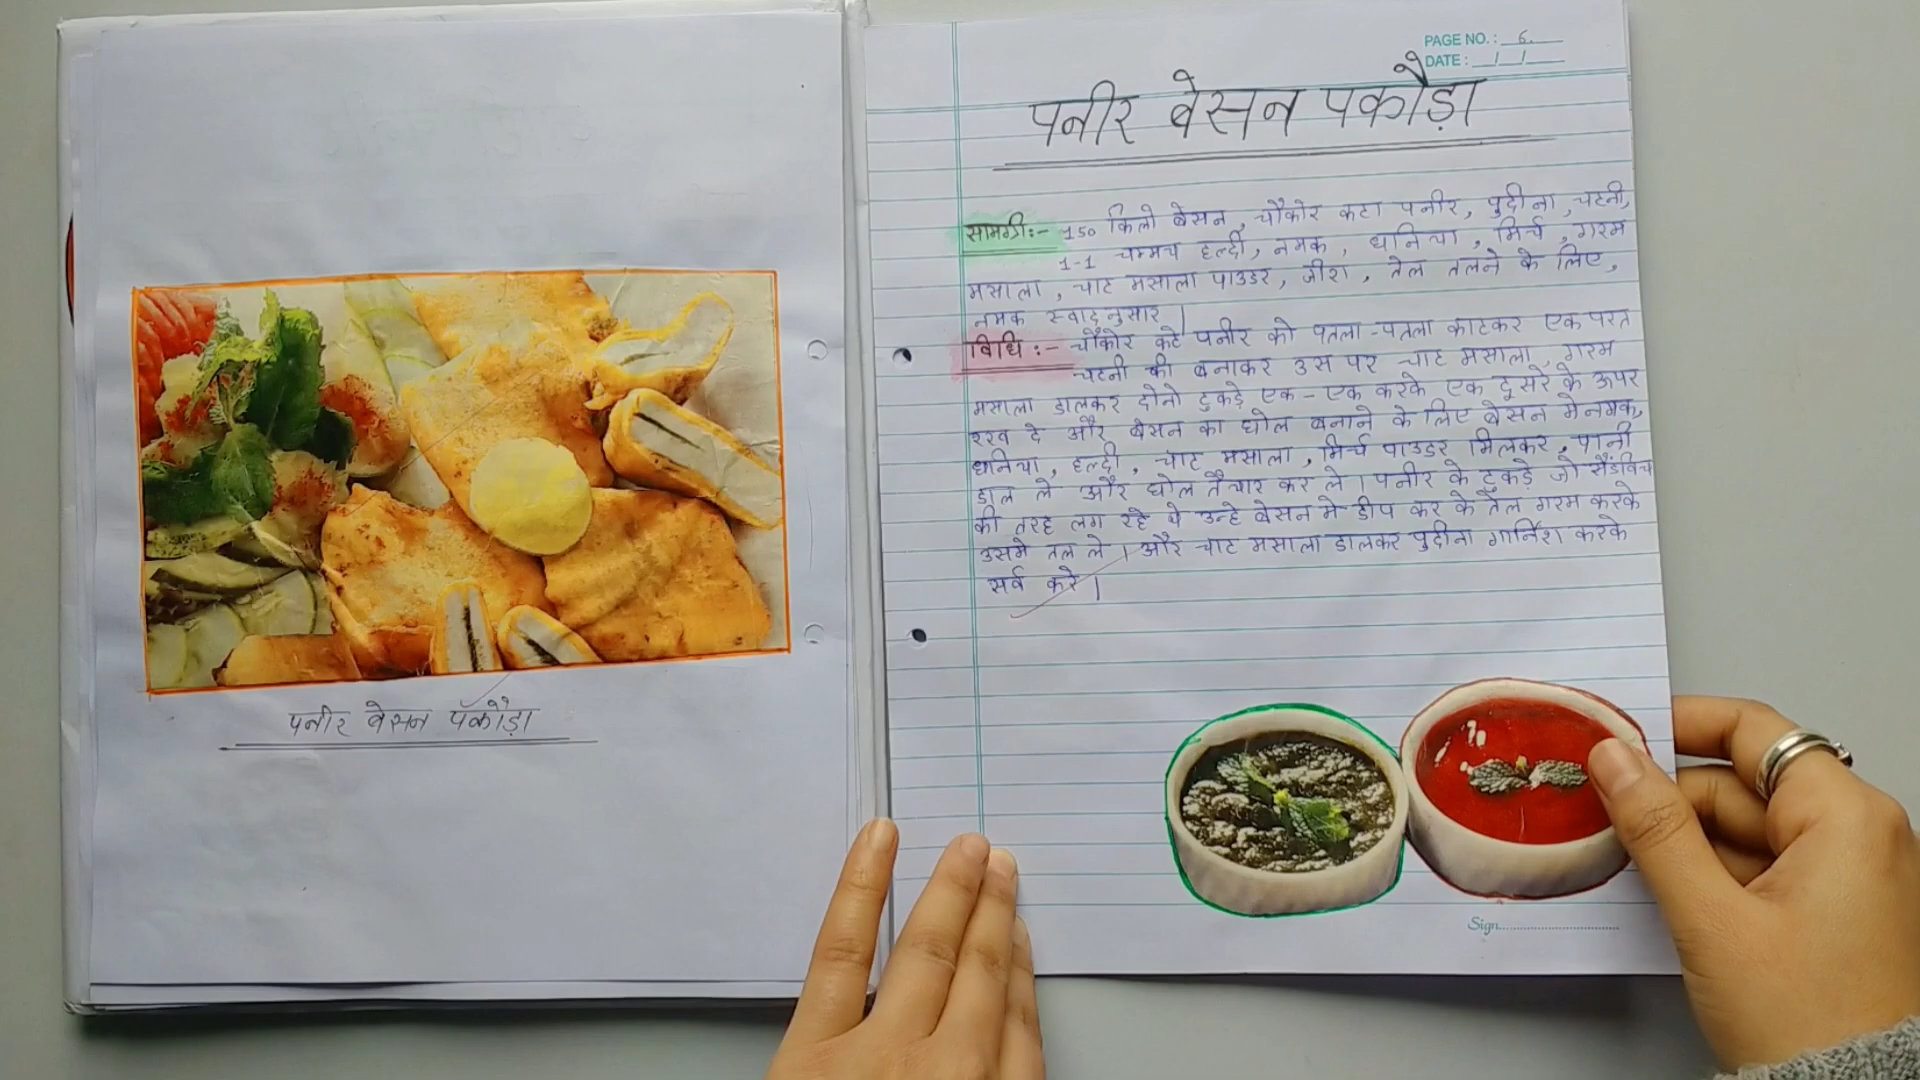 पनीर बेसन पकौड़ा
PAGE NO.: 6.
DATE: / /
पनीर बेसन पकौड़ा
सामग्री:- 150 किलो बेसन, चौकोर कटा पनीर, पुदीना, चटनी,
1-1 चम्मच हल्दी, नमक, धनिया, मिर्च, गरम
मसाला, चाट मसाला पाउडर, जीरा, तेल तलने के लिए,
नमक स्वादनुसार।
विधि:- चौकोर कटे पनीर को पतला-पतला काटकर एक परत
चटनी की बनाकर उस पर चाट मसाला, गरम
मसाला डालकर दोनो टुकड़े एक-एक करके एक दूसरे के ऊपर
रख दे और बेसन का घोल बनाने के लिए बेसन मे नमक,
धनिया, हल्दी, चाट मसाला, मिर्च पाउडर मिलकर, पानी
डाल ले और घोल तैयार कर ले। पनीर के टुकड़े जो सैंडविच
की तरह लग रहे थे उन्हे बेसन मे डीप कर के तेल गरम करके
उसमे तल ले। और चाट मसाला डालकर पुदीना गार्निश करके
सर्व करे।
Sign